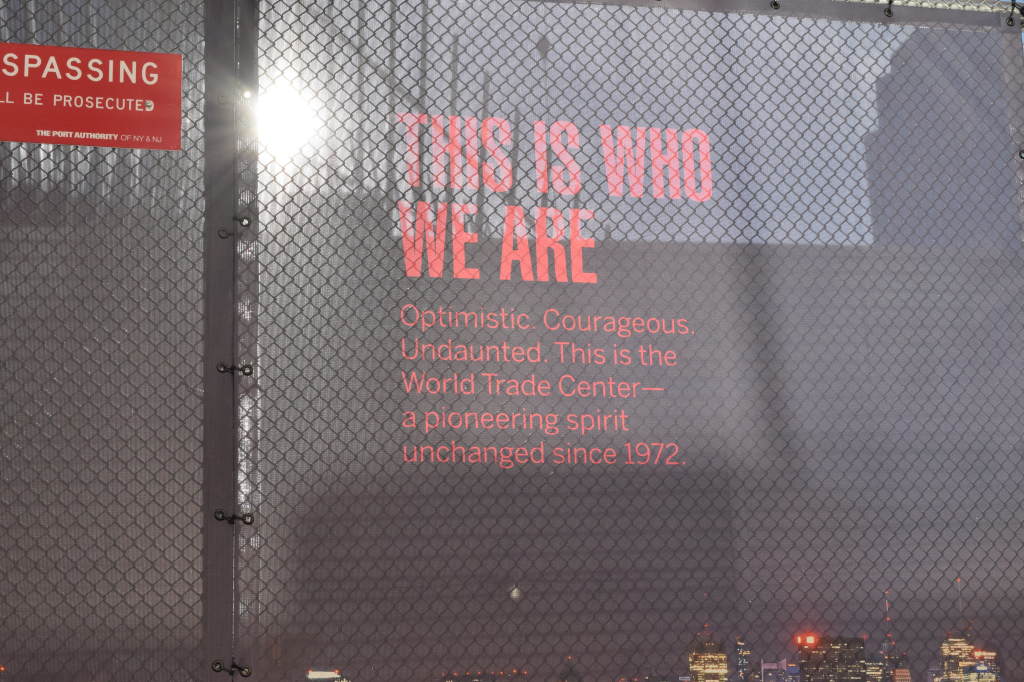 SPASSING
LL BE PROSECUTED
THE PORT AUTHORITY OF NY & NJ
THIS IS WHO
WE ARE
Optimistic. Courageous.
Undaunted. This is the
World Trade Center—
a pioneering spirit
unchanged since 1972.